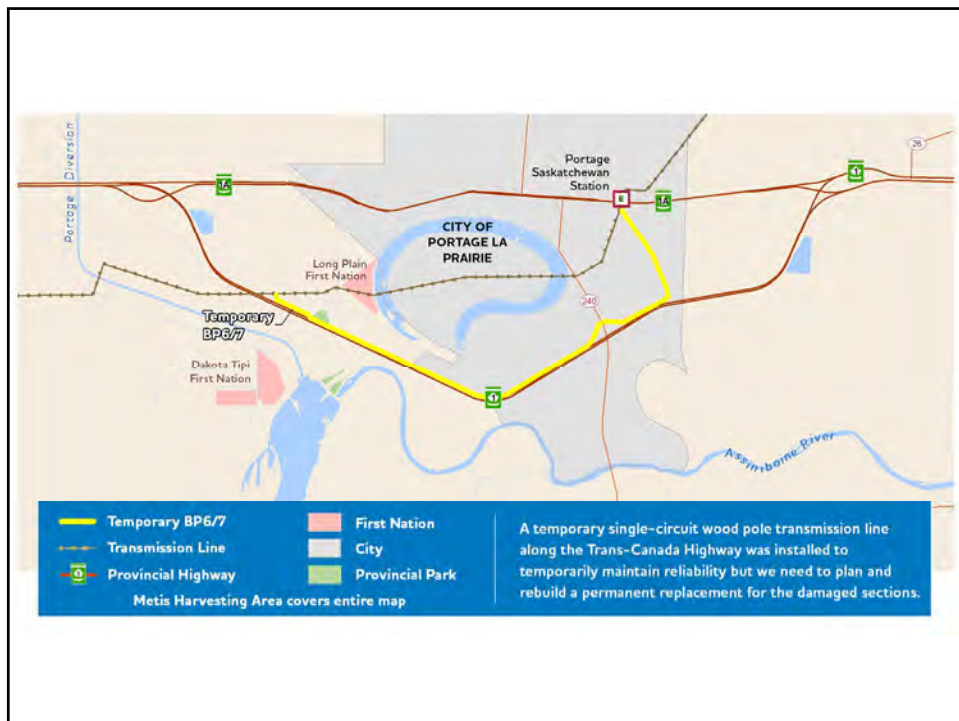 Portage Diversion
1A
Portage
Saskatchewan
Station
E
1A
1
26
CITY OF
PORTAGE LA
PRAIRIE
Long Plain
First Nation
240
Temporary
BP6/7
Dakota Tipi
First Nation
1
Assiniboine River
Temporary BP6/7
Transmission Line
1
Provincial Highway
First Nation
City
Provincial Park
Metis Harvesting Area covers entire map
A temporary single-circuit wood pole transmission line
along the Trans-Canada Highway was installed to
temporarily maintain reliability but we need to plan and
rebuild a permanent replacement for the damaged sections.